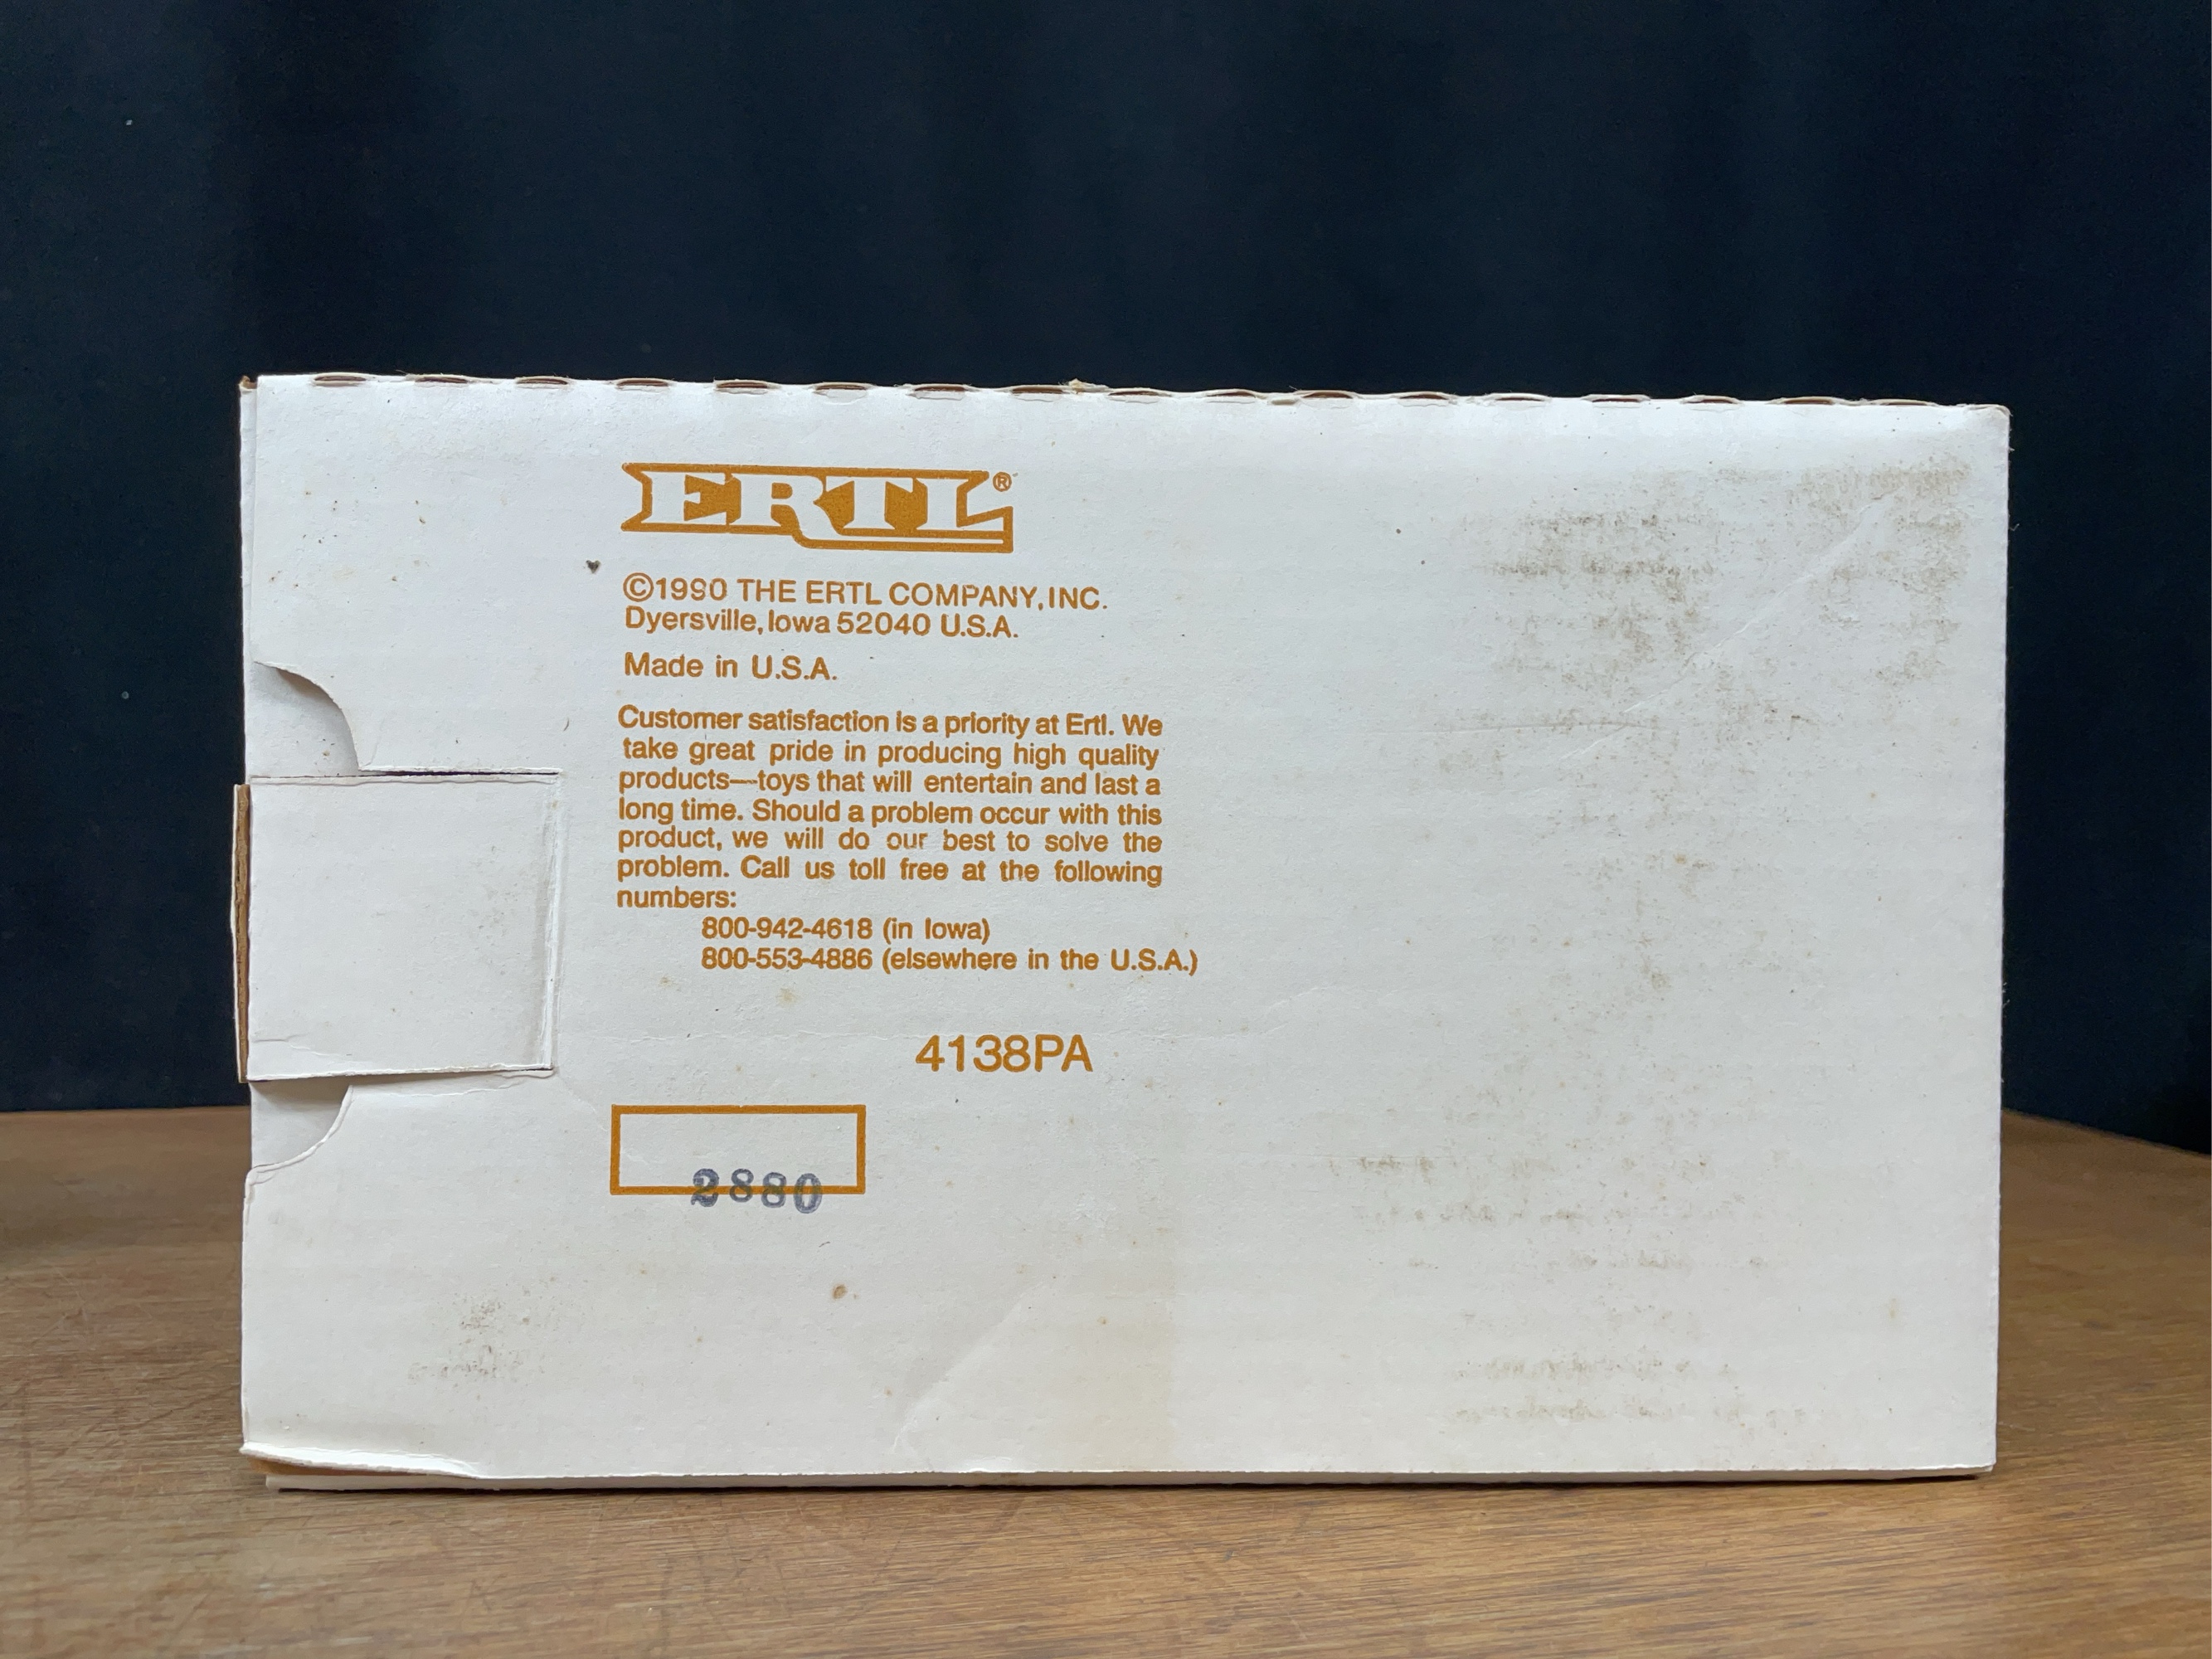 ERTL®
©1990 THE ERTL COMPANY, INC.
Dyersville, Iowa 52040 U.S.A.
Made in U.S.A.
Customer satisfaction is a priority at Ertl. We
take great pride in producing high quality
products—toys that will entertain and last a
long time. Should a problem occur with this
product, we will do our best to solve the
problem. Call us toll free at the following
numbers:
800-942-4618 (in Iowa)
800-553-4886 (elsewhere in the U.S.A.)
4138PA
2880